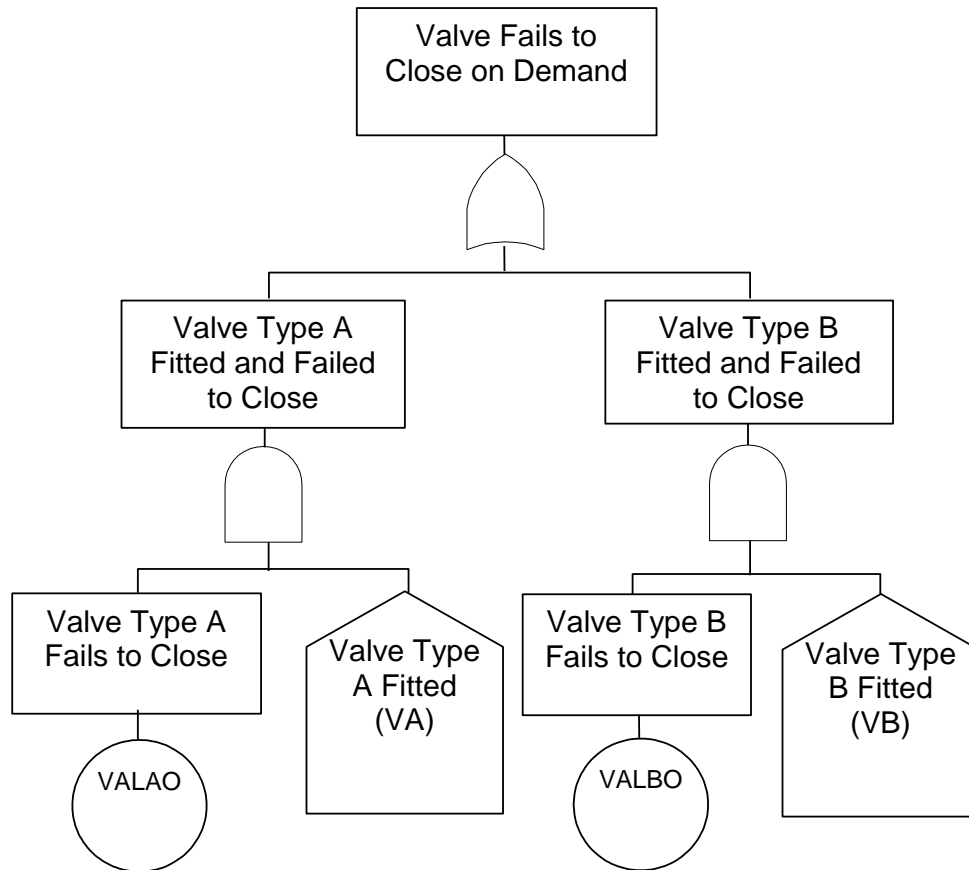 Valve Fails to
Close on Demand
Valve Type A
Fitted and Failed
to Close
Valve Type B
Fitted and Failed
to Close
Valve Type A
Fails to Close
Valve Type
A Fitted
(VA)
Valve Type B
Fails to Close
Valve Type
B Fitted
(VB)
VALAO
VALBO